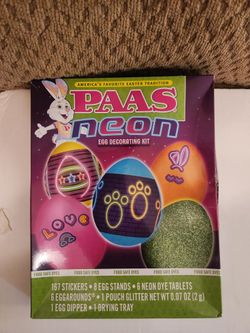 AMERICA'S FAVORITE EASTER TRADITION
PAAS
neon
EGG DECORATING KIT
LOVE
FOOD SAFE DYES FOOD SAFE DYES FOOD SAFE DYES FOOD SAFE DYES
167 STICKERS • 8 EGG STANDS • 6 NEON DYE TABLETS
6 EGGAROUNDS® • 1 POUCH GLITTER NET WT 0.07 OZ (2 g)
1 EGG DIPPER • 1 DRYING TRAY